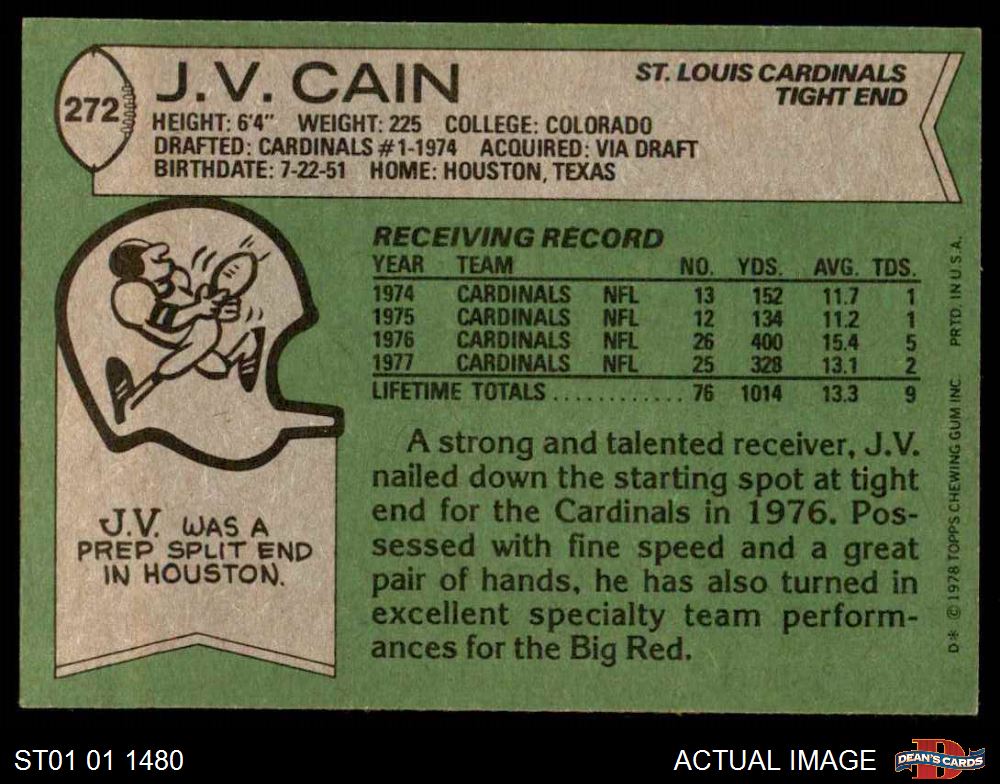 272
J.V. CAIN
ST. LOUIS CARDINALS
TIGHT END
HEIGHT: 6'4" WEIGHT: 225 COLLEGE: COLORADO
DRAFTED: CARDINALS #1-1974 ACQUIRED: VIA DRAFT
BIRTHDATE: 7-22-51 HOME: HOUSTON, TEXAS
RECEIVING RECORD
YEAR TEAM NO. YDS. AVG. TDS.
1974 CARDINALS NFL 13 152 11.7 1
1975 CARDINALS NFL 12 134 11.2 1
1976 CARDINALS NFL 26 400 15.4 5
1977 CARDINALS NFL 25 328 13.1 2
LIFETIME TOTALS ............ 76 1014 13.3 9
A strong and talented receiver, J.V.
nailed down the starting spot at tight
end for the Cardinals in 1976. Pos-
sessed with fine speed and a great
pair of hands, he has also turned in
excellent specialty team perform-
ances for the Big Red.
J.V. WAS A
PREP SPLIT END
IN HOUSTON.
D* © 1978 TOPPS CHEWING GUM INC. PRTD. IN U.S.A.
ST01 01 1480
ACTUAL IMAGE
D
DEAN'S CARDS